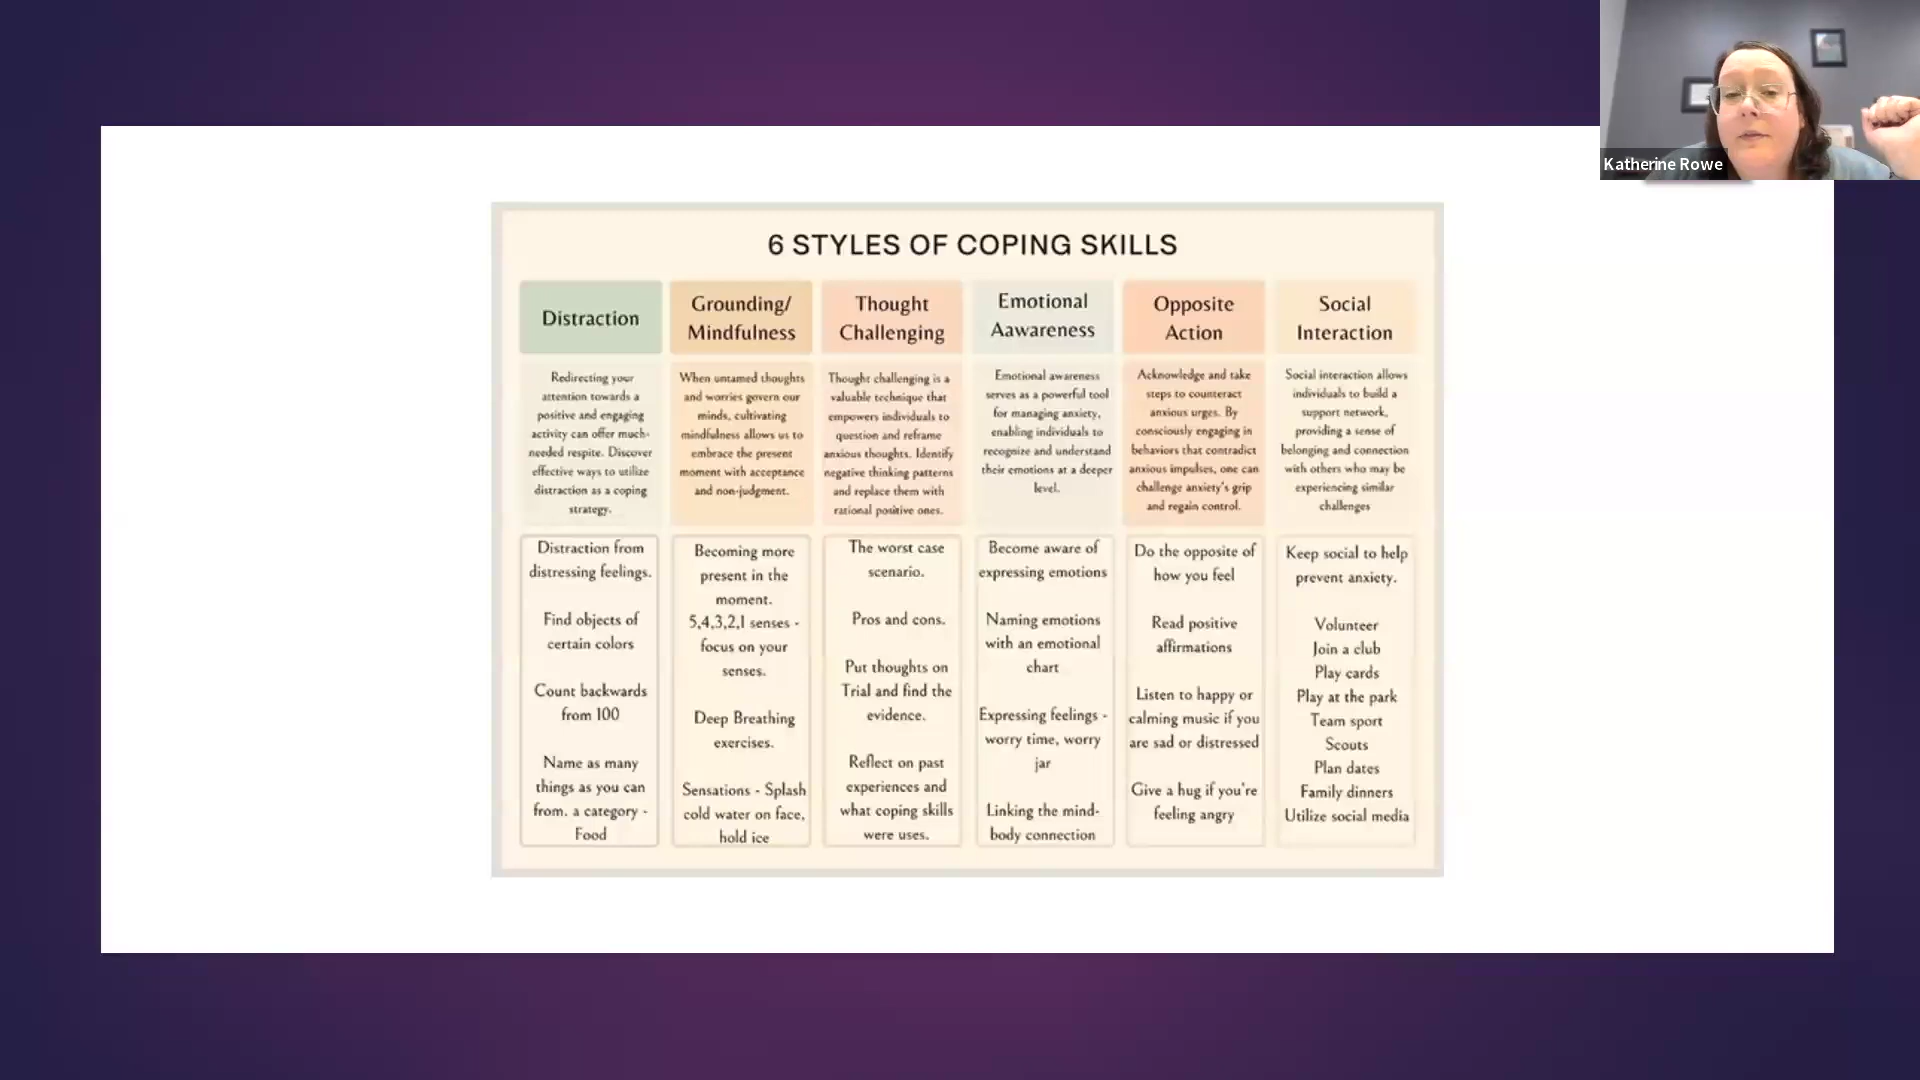 Katherine Rowe
6 STYLES OF COPING SKILLS
Distraction
Redirecting your
attention towards a
positive and engaging
activity can offer much-
needed respite. Discover
effective ways to utilize
distraction as a coping
strategy.
Distraction from
distressing feelings.
Find objects of
certain colors
Count backwards
from 100
Name as many
things as you can
from. a category -
Food
Grounding/
Mindfulness
When untamed thoughts
and worries govern our
minds, cultivating
mindfulness allows us to
embrace the present
moment with acceptance
and non-judgment.
Becoming more
present in the
moment.
5,4,3,2,1 senses -
focus on your
senses.
Deep Breathing
exercises.
Sensations - Splash
cold water on face,
hold ice
Thought
Challenging
Thought challenging is a
valuable technique that
empowers individuals to
question and reframe
anxious thoughts. Identify
negative thinking patterns
and replace them with
rational positive ones.
The worst case
scenario.
Pros and cons.
Put thoughts on
Trial and find the
evidence.
Reflect on past
experiences and
what coping skills
were uses.
Emotional
Aawareness
Emotional awareness
serves as a powerful tool
for managing anxiety,
enabling individuals to
recognize and understand
their emotions at a deeper
level.
Become aware of
expressing emotions
Naming emotions
with an emotional
chart
Expressing feelings -
worry time, worry
jar
Linking the mind-
body connection
Opposite
Action
Acknowledge and take
steps to counteract
anxious urges. By
consciously engaging in
behaviors that contradict
anxious impulses, one can
challenge anxiety's grip
and regain control.
Do the opposite of
how you feel
Read positive
affirmations
Listen to happy or
calming music if you
are sad or distressed
Give a hug if you're
feeling angry
Social
Interaction
Social interaction allows
individuals to build a
support network,
providing a sense of
belonging and connection
with others who may be
experiencing similar
challenges
Keep social to help
prevent anxiety.
Volunteer
Join a club
Play cards
Play at the park
Team sport
Scouts
Plan dates
Family dinners
Utilize social media